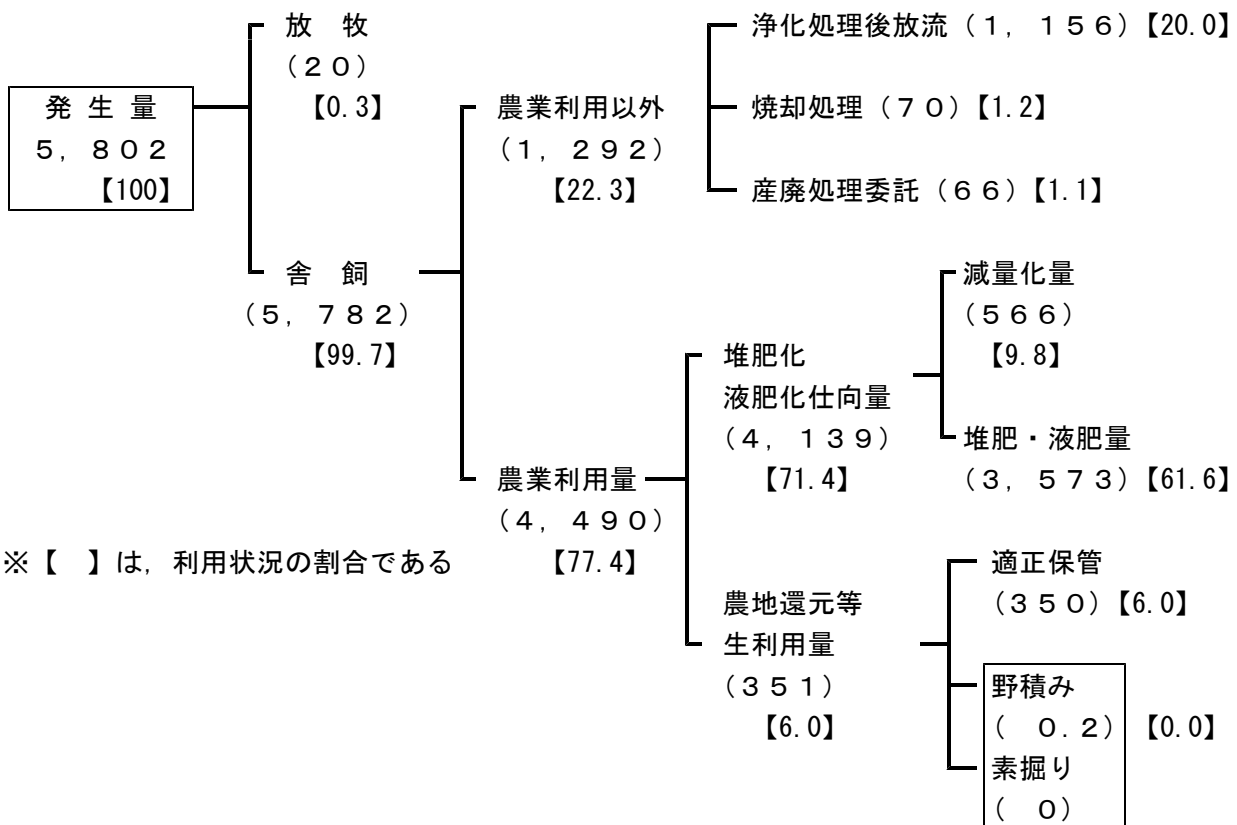 発生量
5，802
【100】
放　牧
（20）
【0.3】
舎　飼
（5，782）
【99.7】
農業利用以外
（1，292）
【22.3】
浄化処理後放流（1，156）【20.0】
焼却処理（70）【1.2】
産廃処理委託（66）【1.1】
農業利用量
（4，490）
【77.4】
堆肥化
液肥化仕向量
（4，139）
【71.4】
減量化量
（566）
【9.8】
堆肥・液肥量
（3，573）【61.6】
農地還元等
生利用量
（351）
【6.0】
適正保管
（350）【6.0】
野積み
（　0.2）【0.0】
素掘り
（　0）
※【　】は，利用状況の割合である